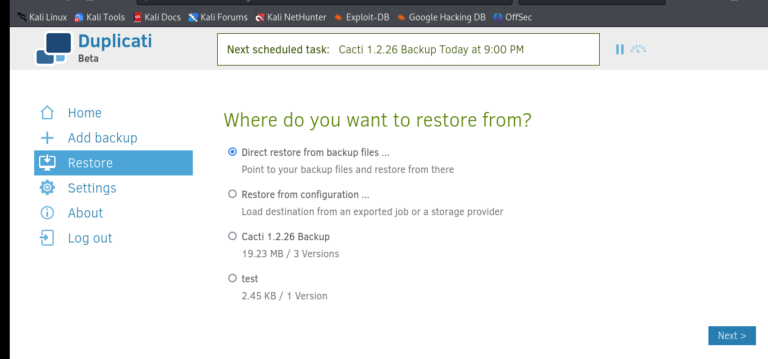 Kali Linux Kali Tools Kali Docs Kali Forums Kali NetHunter Exploit-DB Google Hacking DB OffSec
Duplicati
Beta
Next scheduled task: Cacti 1.2.26 Backup Today at 9:00 PM
Home
Add backup
Restore
Settings
About
Log out
Where do you want to restore from?
Direct restore from backup files ...
Point to your backup files and restore from there
Restore from configuration ...
Load destination from an exported job or a storage provider
Cacti 1.2.26 Backup
19.23 MB / 3 Versions
test
2.45 KB / 1 Version
Next >